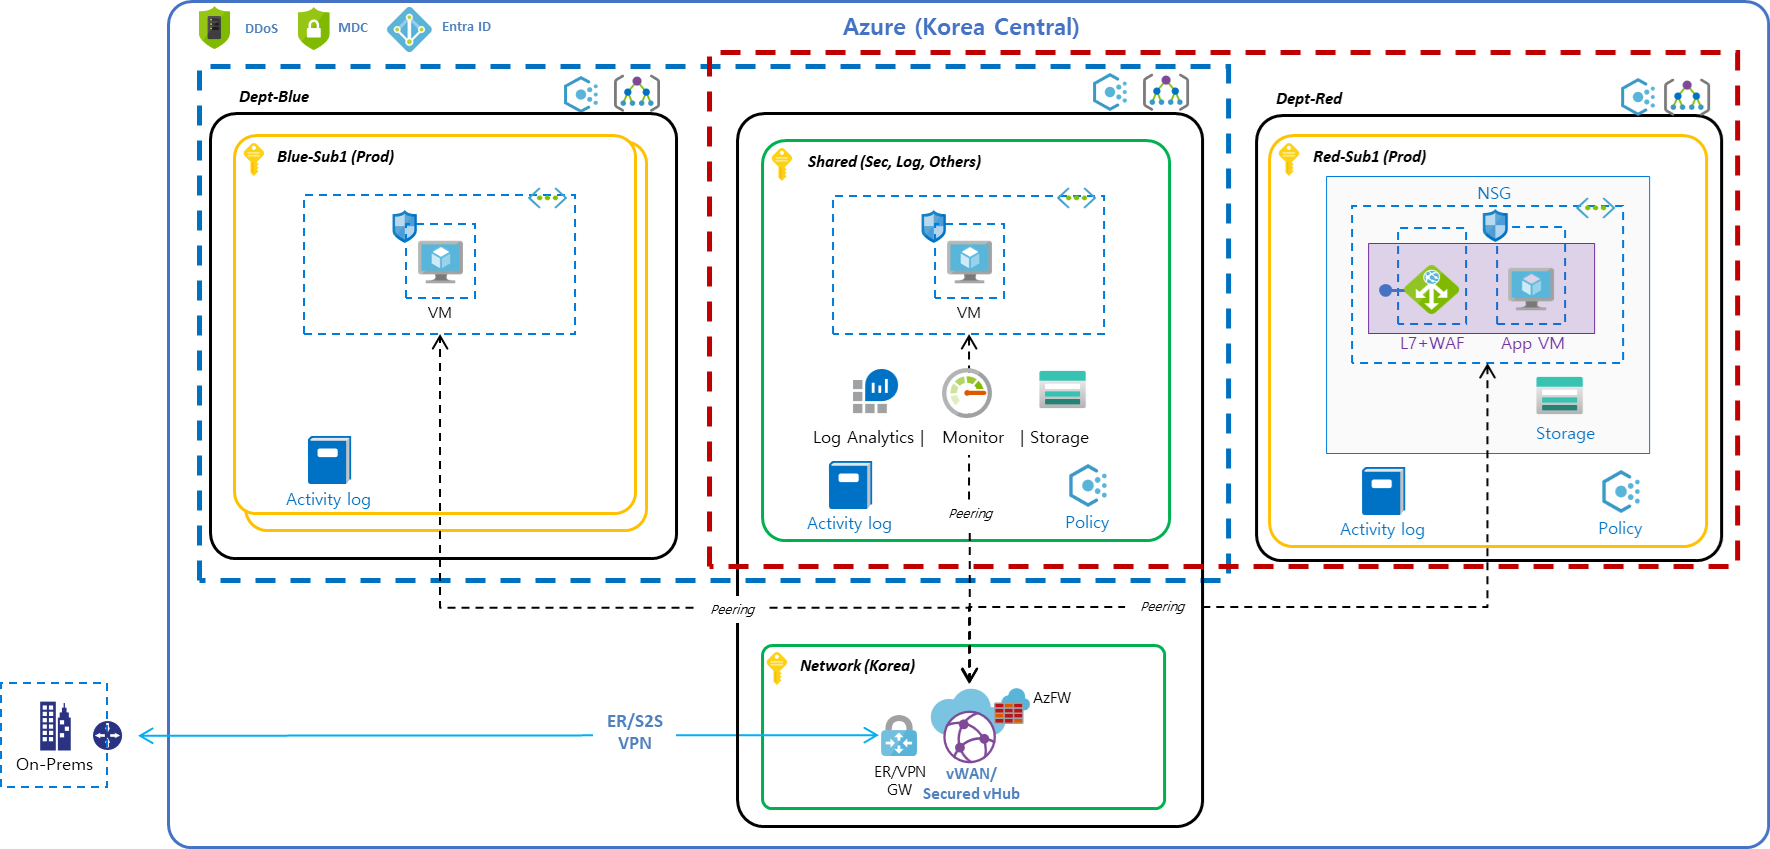 DDoS
MDC
Entra ID
Azure (Korea Central)
Dept-Blue
Blue-Sub1 (Prod)
VM
Activity log
Shared (Sec, Log, Others)
VM
Log Analytics |
Monitor
| Storage
Activity log
Peering
Policy
Dept-Red
Red-Sub1 (Prod)
NSG
L7+WAF
App VM
Storage
Activity log
Policy
Peering
Peering
Network (Korea)
AzFW
ER/VPN
GW
vWAN/
Secured vHub
ER/S2S
VPN
On-Prems